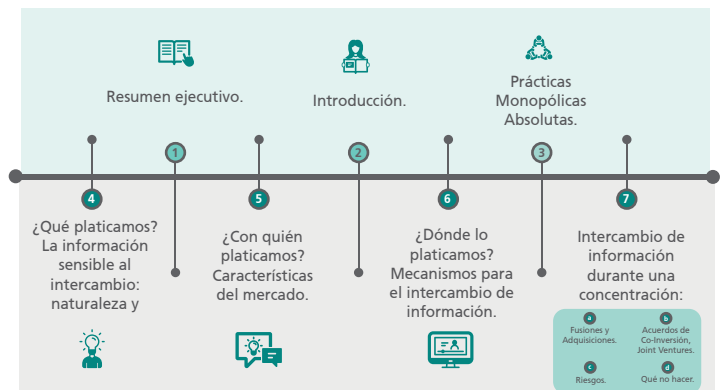 Resumen ejecutivo.
Introducción.
Prácticas
Monopólicas
Absolutas.
1
2
3
4
5
6
7
¿Qué platicamos?
La información
sensible al
intercambio:
naturaleza y
¿Con quién
platicamos?
Características
del mercado.
¿Dónde lo
platicamos?
Mecanismos para
el intercambio de
información.
Intercambio de
información
durante una
concentración:
a
Fusiones y
Adquisiciones.
b
Acuerdos de
Co-Inversión,
Joint Ventures.
c
Riesgos.
d
Qué no hacer.